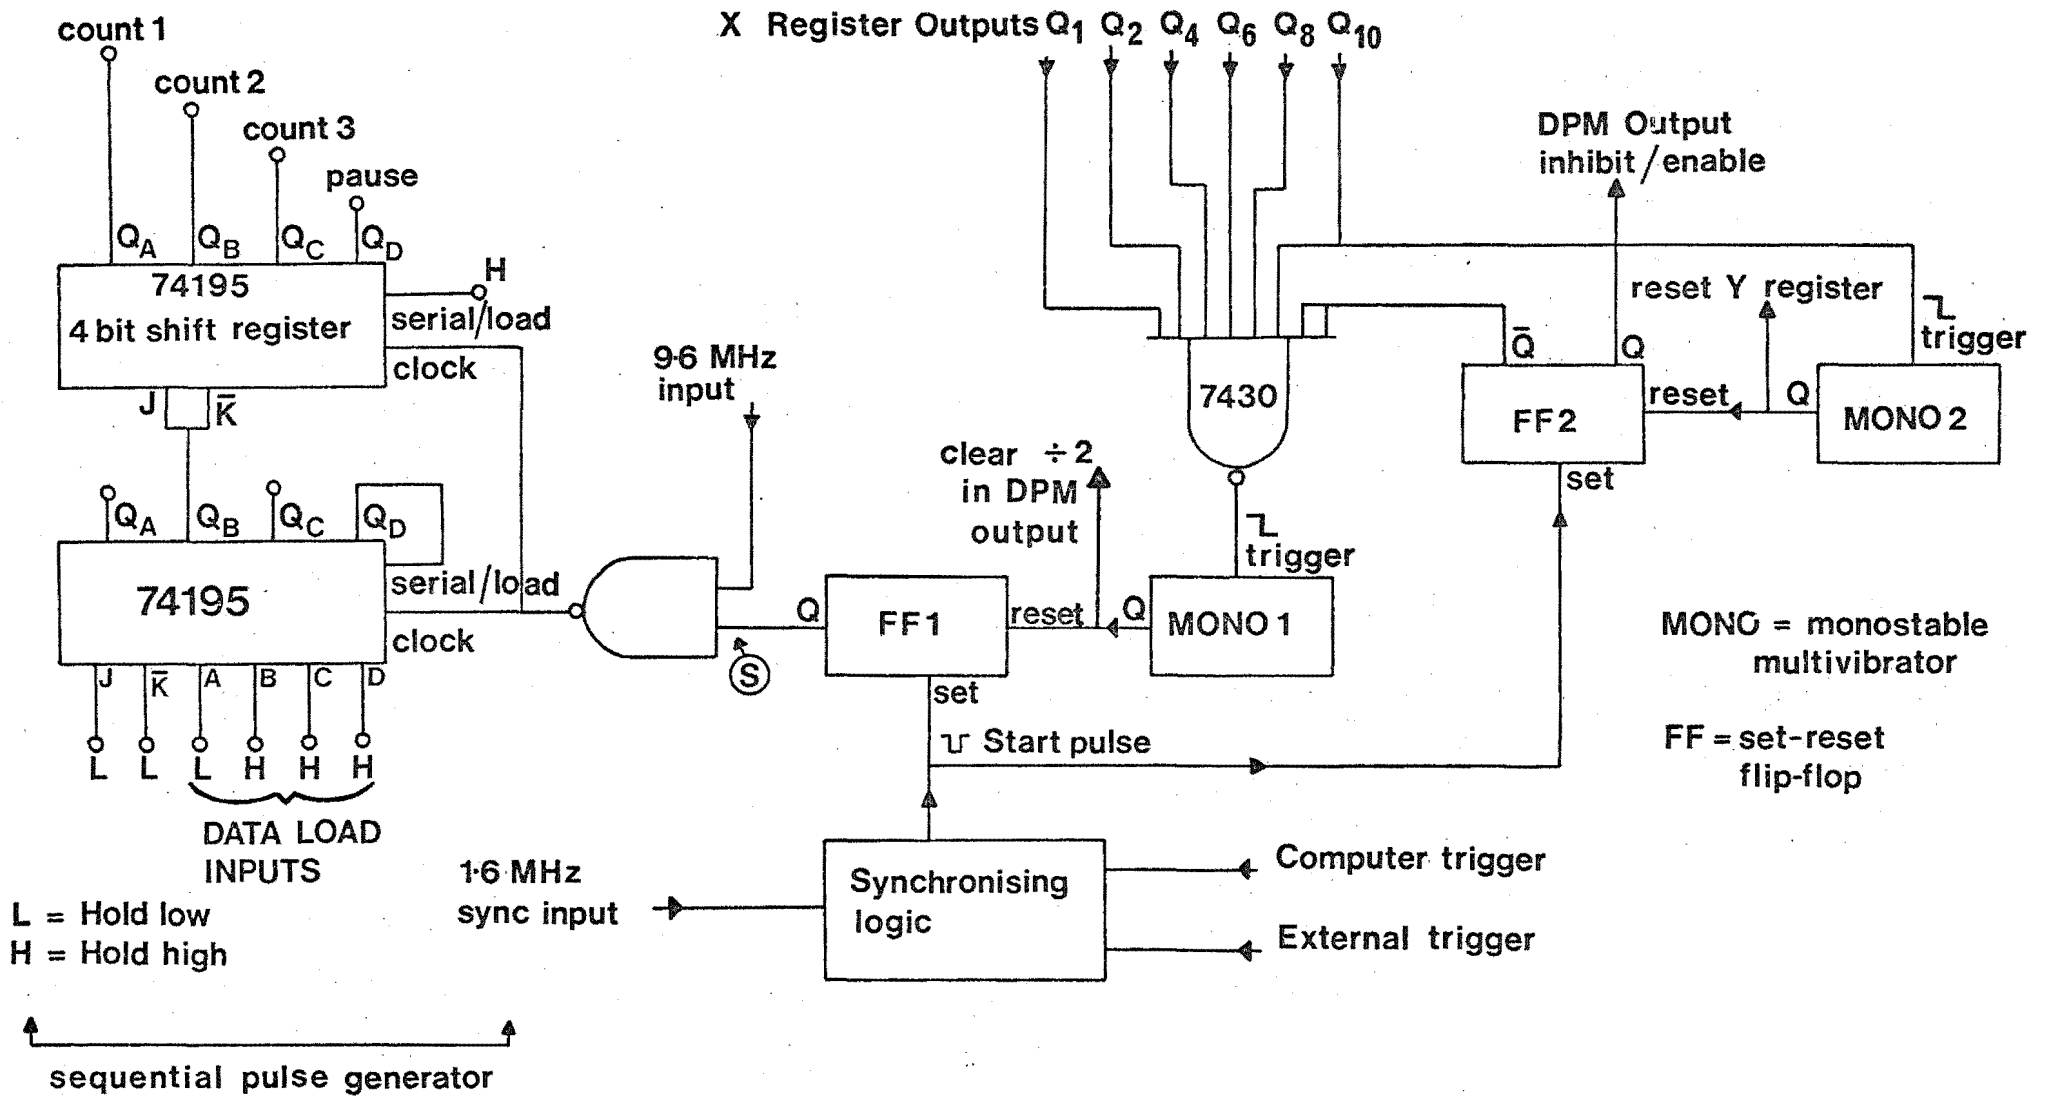 count 1
count 2
count 3
pause
QA
QB
QC
QD
74195
4 bit shift register
H
serial/load
clock
J
K̅
QA
QB
QC
QD
74195
serial/load
clock
J
K̅
A
B
C
D
L
L
L
H
H
H
DATA LOAD
INPUTS
L = Hold low
H = Hold high
sequential pulse generator
9·6 MHz
input
S
Q
FF1
reset
set
clear ÷2
in DPM
output
Q
MONO 1
trigger
7430
X Register Outputs Q1 Q2 Q4 Q6 Q8 Q10
DPM Output
inhibit/enable
reset Y register
trigger
Q̅
Q
FF2
reset
set
Q
MONO 2
Start pulse
1·6 MHz
sync input
Synchronising
logic
Computer trigger
External trigger
MONO = monostable
multivibrator
FF = set-reset
flip-flop